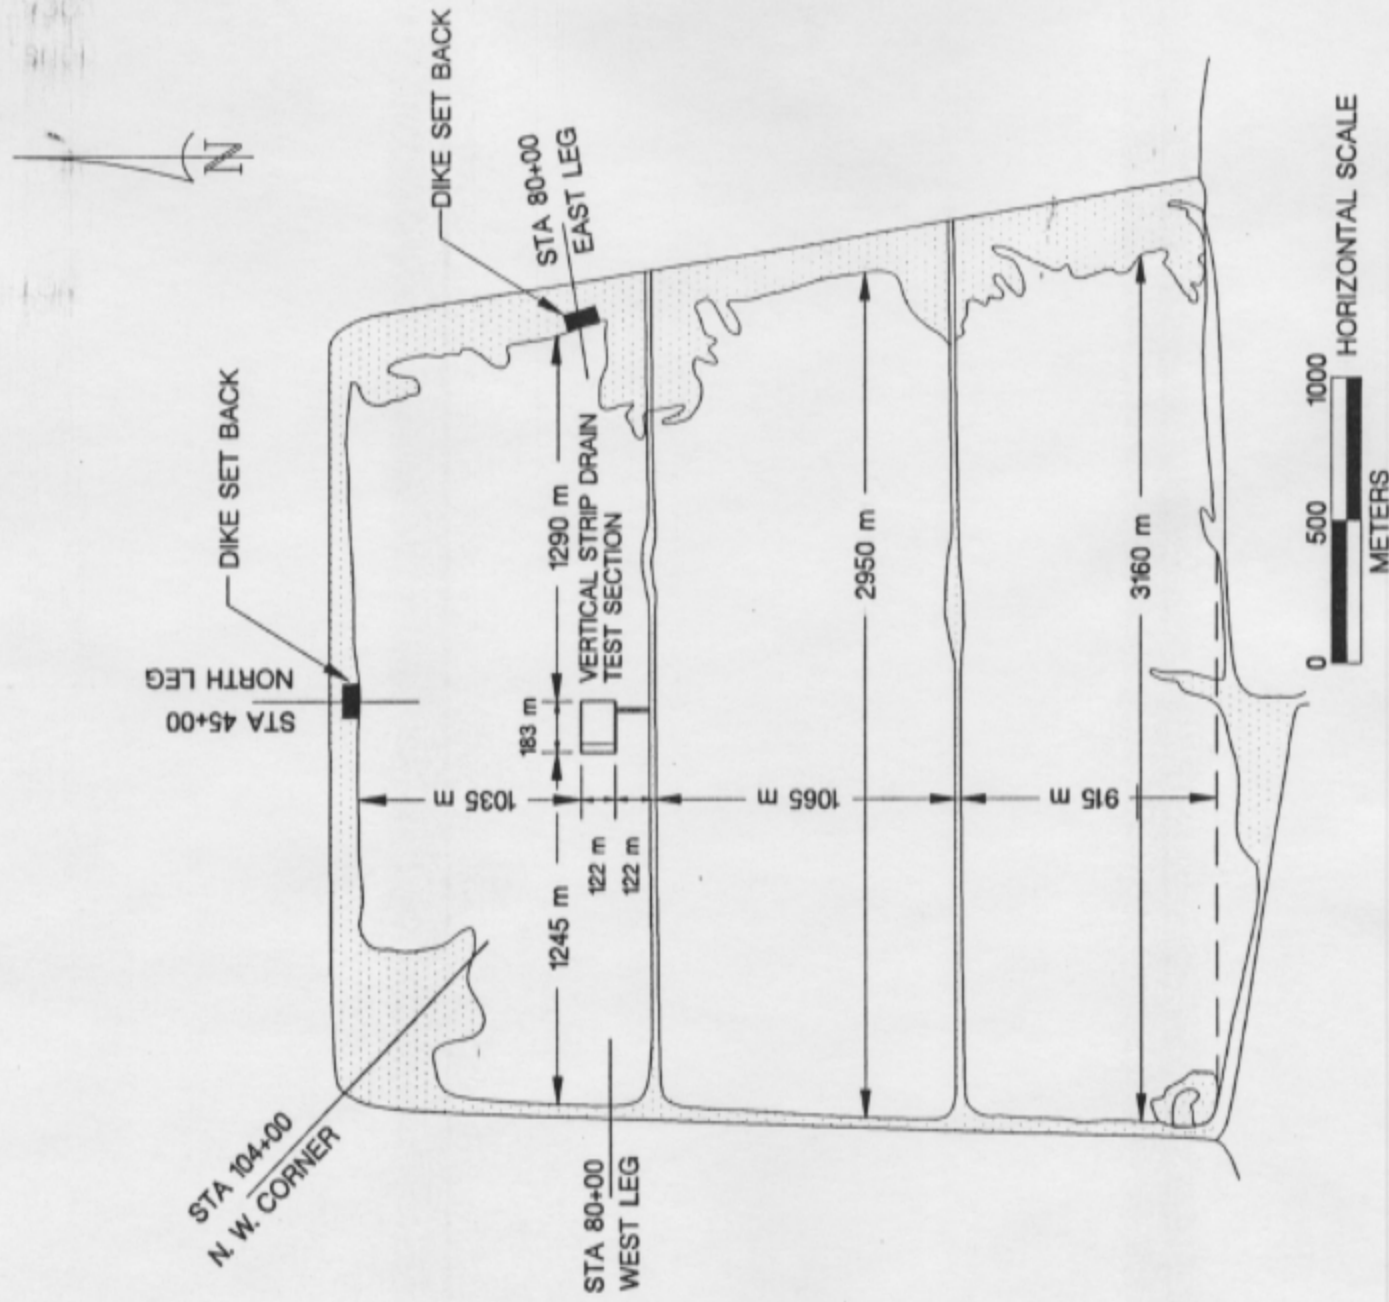 N
DIKE SET BACK
STA 80+00
EAST LEG
DIKE SET BACK
NORTH LEG
STA 45+00
1290 m
VERTICAL STRIP DRAIN
TEST SECTION
183 m
1035 m
122 m
122 m
1245 m
STA 104+00
N. W. CORNER
STA 80+00
WEST LEG
2950 m
1065 m
3160 m
915 m
0 500 1000
HORIZONTAL SCALE
METERS